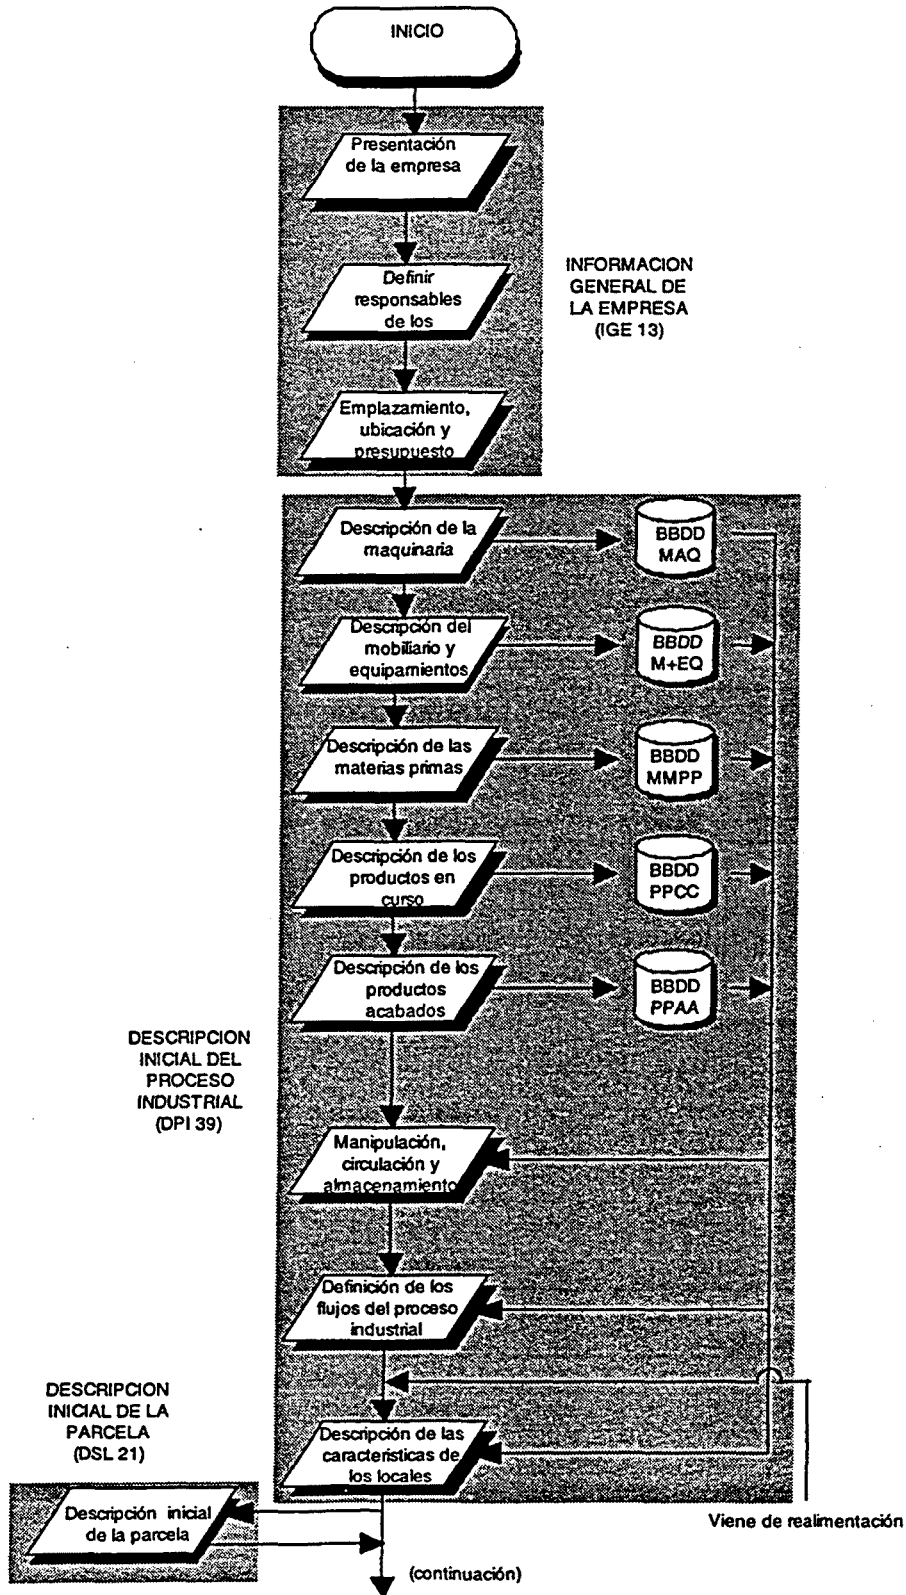 INICIO
Presentación
de la empresa
Definir
responsables
de los
INFORMACION
GENERAL DE
LA EMPRESA
(IGE 13)
Emplazamiento,
ubicación y
presupuesto
Descripción de la
maquinaria
BBDD
MAQ
Descripción del
mobiliario y
equipamientos
BBDD
M+EQ
Descripción de las
materias primas
BBDD
MMPP
Descripción de los
productos en
curso
BBDD
PPCC
Descripción de los
productos
acabados
BBDD
PPAA
DESCRIPCION
INICIAL DEL
PROCESO
INDUSTRIAL
(DPI 39)
Manipulación,
circulación y
almacenamiento
Definición de los
flujos del proceso
industrial
DESCRIPCION
INICIAL DE LA
PARCELA
(DSL 21)
Descripción de las
características de
los locales
Descripción inicial
de la parcela
Viene de realimentación
(continuación)